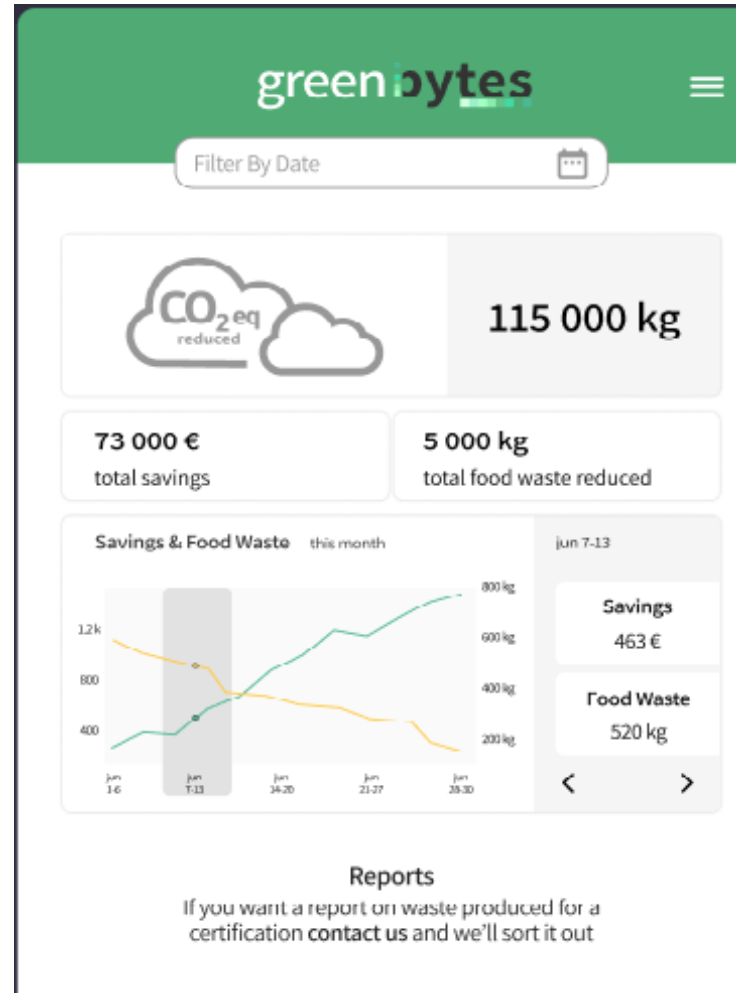 greenbytes
Filter By Date
CO2 eq
reduced
115 000 kg
73 000 €
total savings
5 000 kg
total food waste reduced
Savings & Food Waste this month
jun 7-13
800 kg
600 kg
400 kg
200 kg
1.2 k
800
400
jun
1-6
jun
7-13
jun
14-20
jun
21-27
jun
28-30
Savings
463 €
Food Waste
520 kg
<
>
Reports
If you want a report on waste produced for a
certification contact us and we'll sort it out